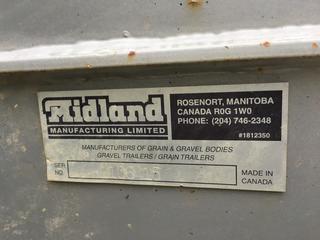 Midland
MANUFACTURING LIMITED
ROSENORT, MANITOBA
CANADA R0G 1W0
PHONE: (204) 746-2348
#1812350
MANUFACTURERS OF GRAIN & GRAVEL BODIES
GRAVEL TRAILERS / GRAIN TRAILERS
SER
NO
MADE IN
CANADA